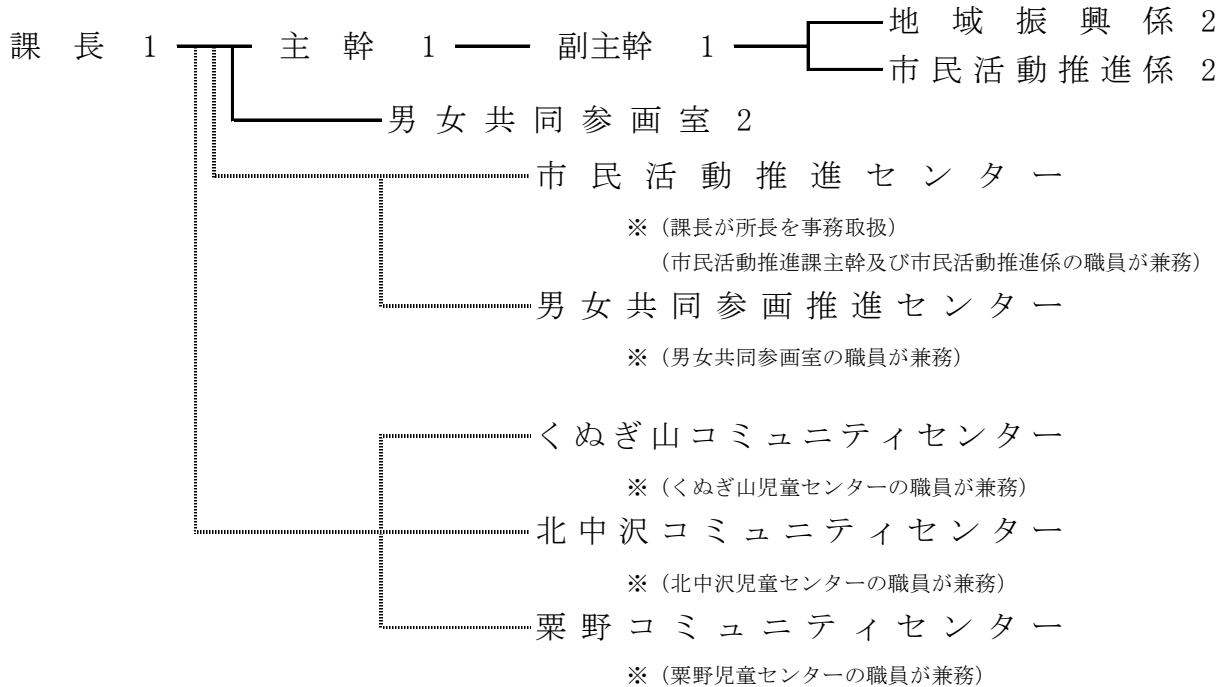 地域振興係 2
課長 1 主幹 1 副主幹 1
市民活動推進係 2
男女共同参画室 2
市民活動推進センター
※（課長が所長を事務取扱）
（市民活動推進課主幹及び市民活動推進係の職員が兼務）
男女共同参画推進センター
※（男女共同参画室の職員が兼務）
くぬぎ山コミュニティセンター
※（くぬぎ山児童センターの職員が兼務）
北中沢コミュニティセンター
※（北中沢児童センターの職員が兼務）
粟野コミュニティセンター
※（粟野児童センターの職員が兼務）